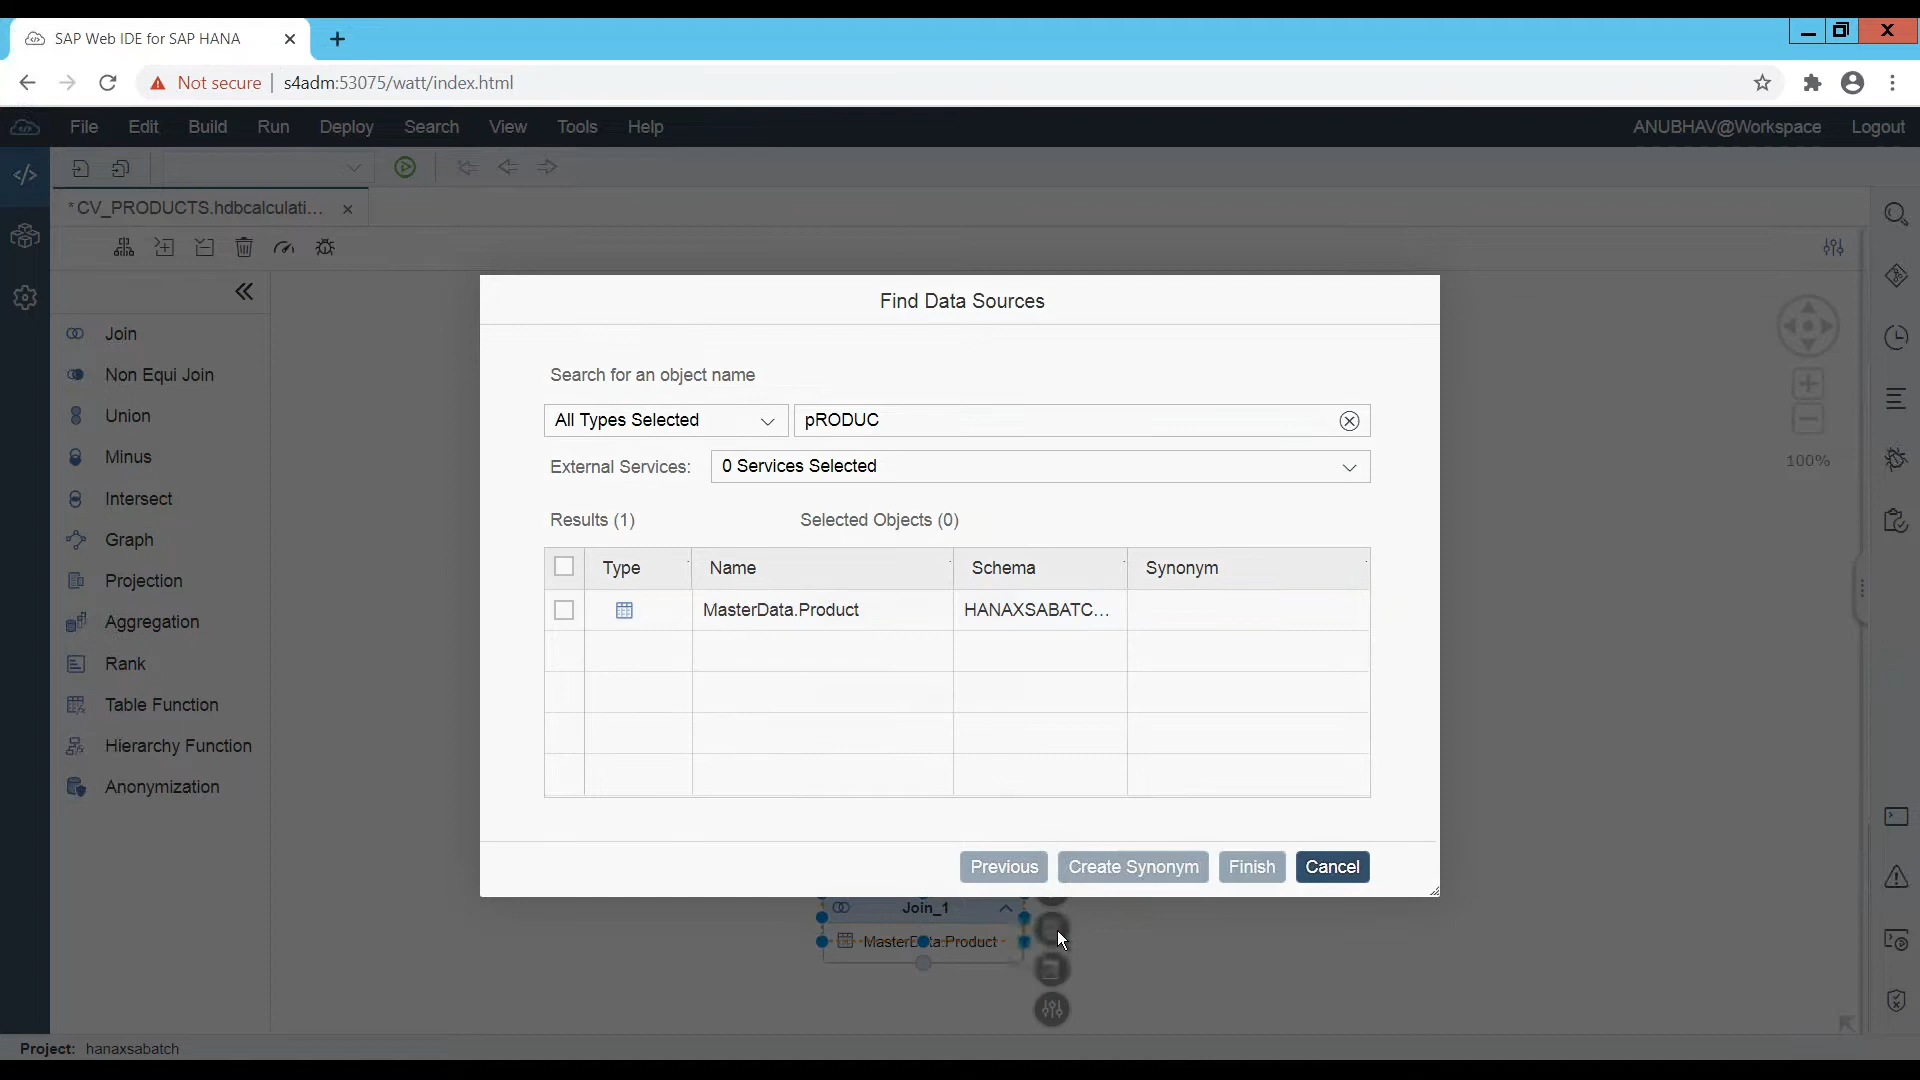 SAP Web IDE for SAP HANA
Not secure | s4adm:53075/watt/index.html
File Edit Build Run Deploy Search View Tools Help ANUBHAV@Workspace Logout
*CV_PRODUCTS.hdbcalculati...
Join
Non Equi Join
Union
Minus
Intersect
Graph
Projection
Aggregation
Rank
Table Function
Hierarchy Function
Anonymization
100%
Find Data Sources
Search for an object name
All Types Selected pRODUC
External Services: 0 Services Selected
Results (1) Selected Objects (0)
Type Name Schema Synonym
MasterData.Product HANAXSABATC...
Previous Create Synonym Finish Cancel
Join_1
MasterData.Product
Project: hanaxsabatch